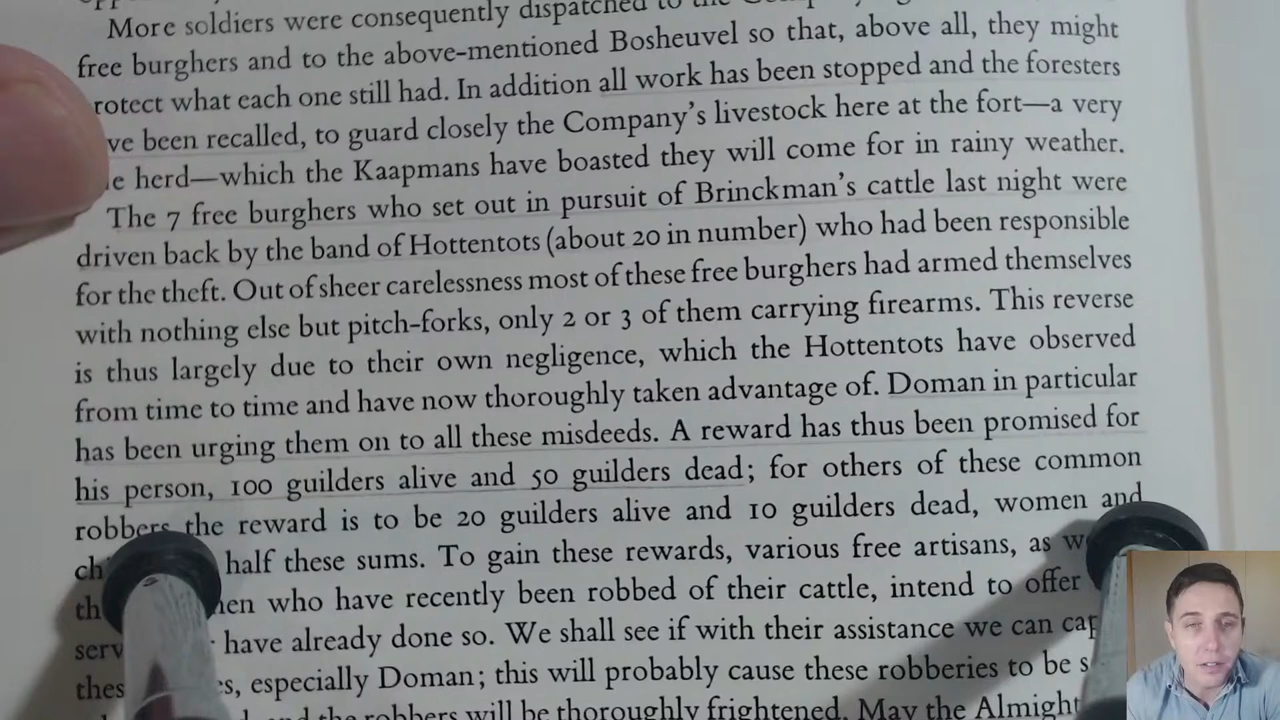 More soldiers were consequently dispatched to the
free burghers and to the above-mentioned Bosheuvel so that, above all, they might
rotect what each one still had. In addition all work has been stopped and the foresters
ve been recalled, to guard closely the Company's livestock here at the fort—a very
e herd—which the Kaapmans have boasted they will come for in rainy weather.
The 7 free burghers who set out in pursuit of Brinckman's cattle last night were
driven back by the band of Hottentots (about 20 in number) who had been responsible
for the theft. Out of sheer carelessness most of these free burghers had armed themselves
with nothing else but pitch-forks, only 2 or 3 of them carrying firearms. This reverse
is thus largely due to their own negligence, which the Hottentots have observed
from time to time and have now thoroughly taken advantage of. Doman in particular
has been urging them on to all these misdeeds. A reward has thus been promised for
his person, 100 guilders alive and 50 guilders dead; for others of these common
robbers the reward is to be 20 guilders alive and 10 guilders dead, women and
ch half these sums. To gain these rewards, various free artisans, as w
th en who have recently been robbed of their cattle, intend to offer
serv have already done so. We shall see if with their assistance we can cap
thes s, especially Doman; this will probably cause these robberies to be s
and the robbers will be thoroughly frightened. May the Almight